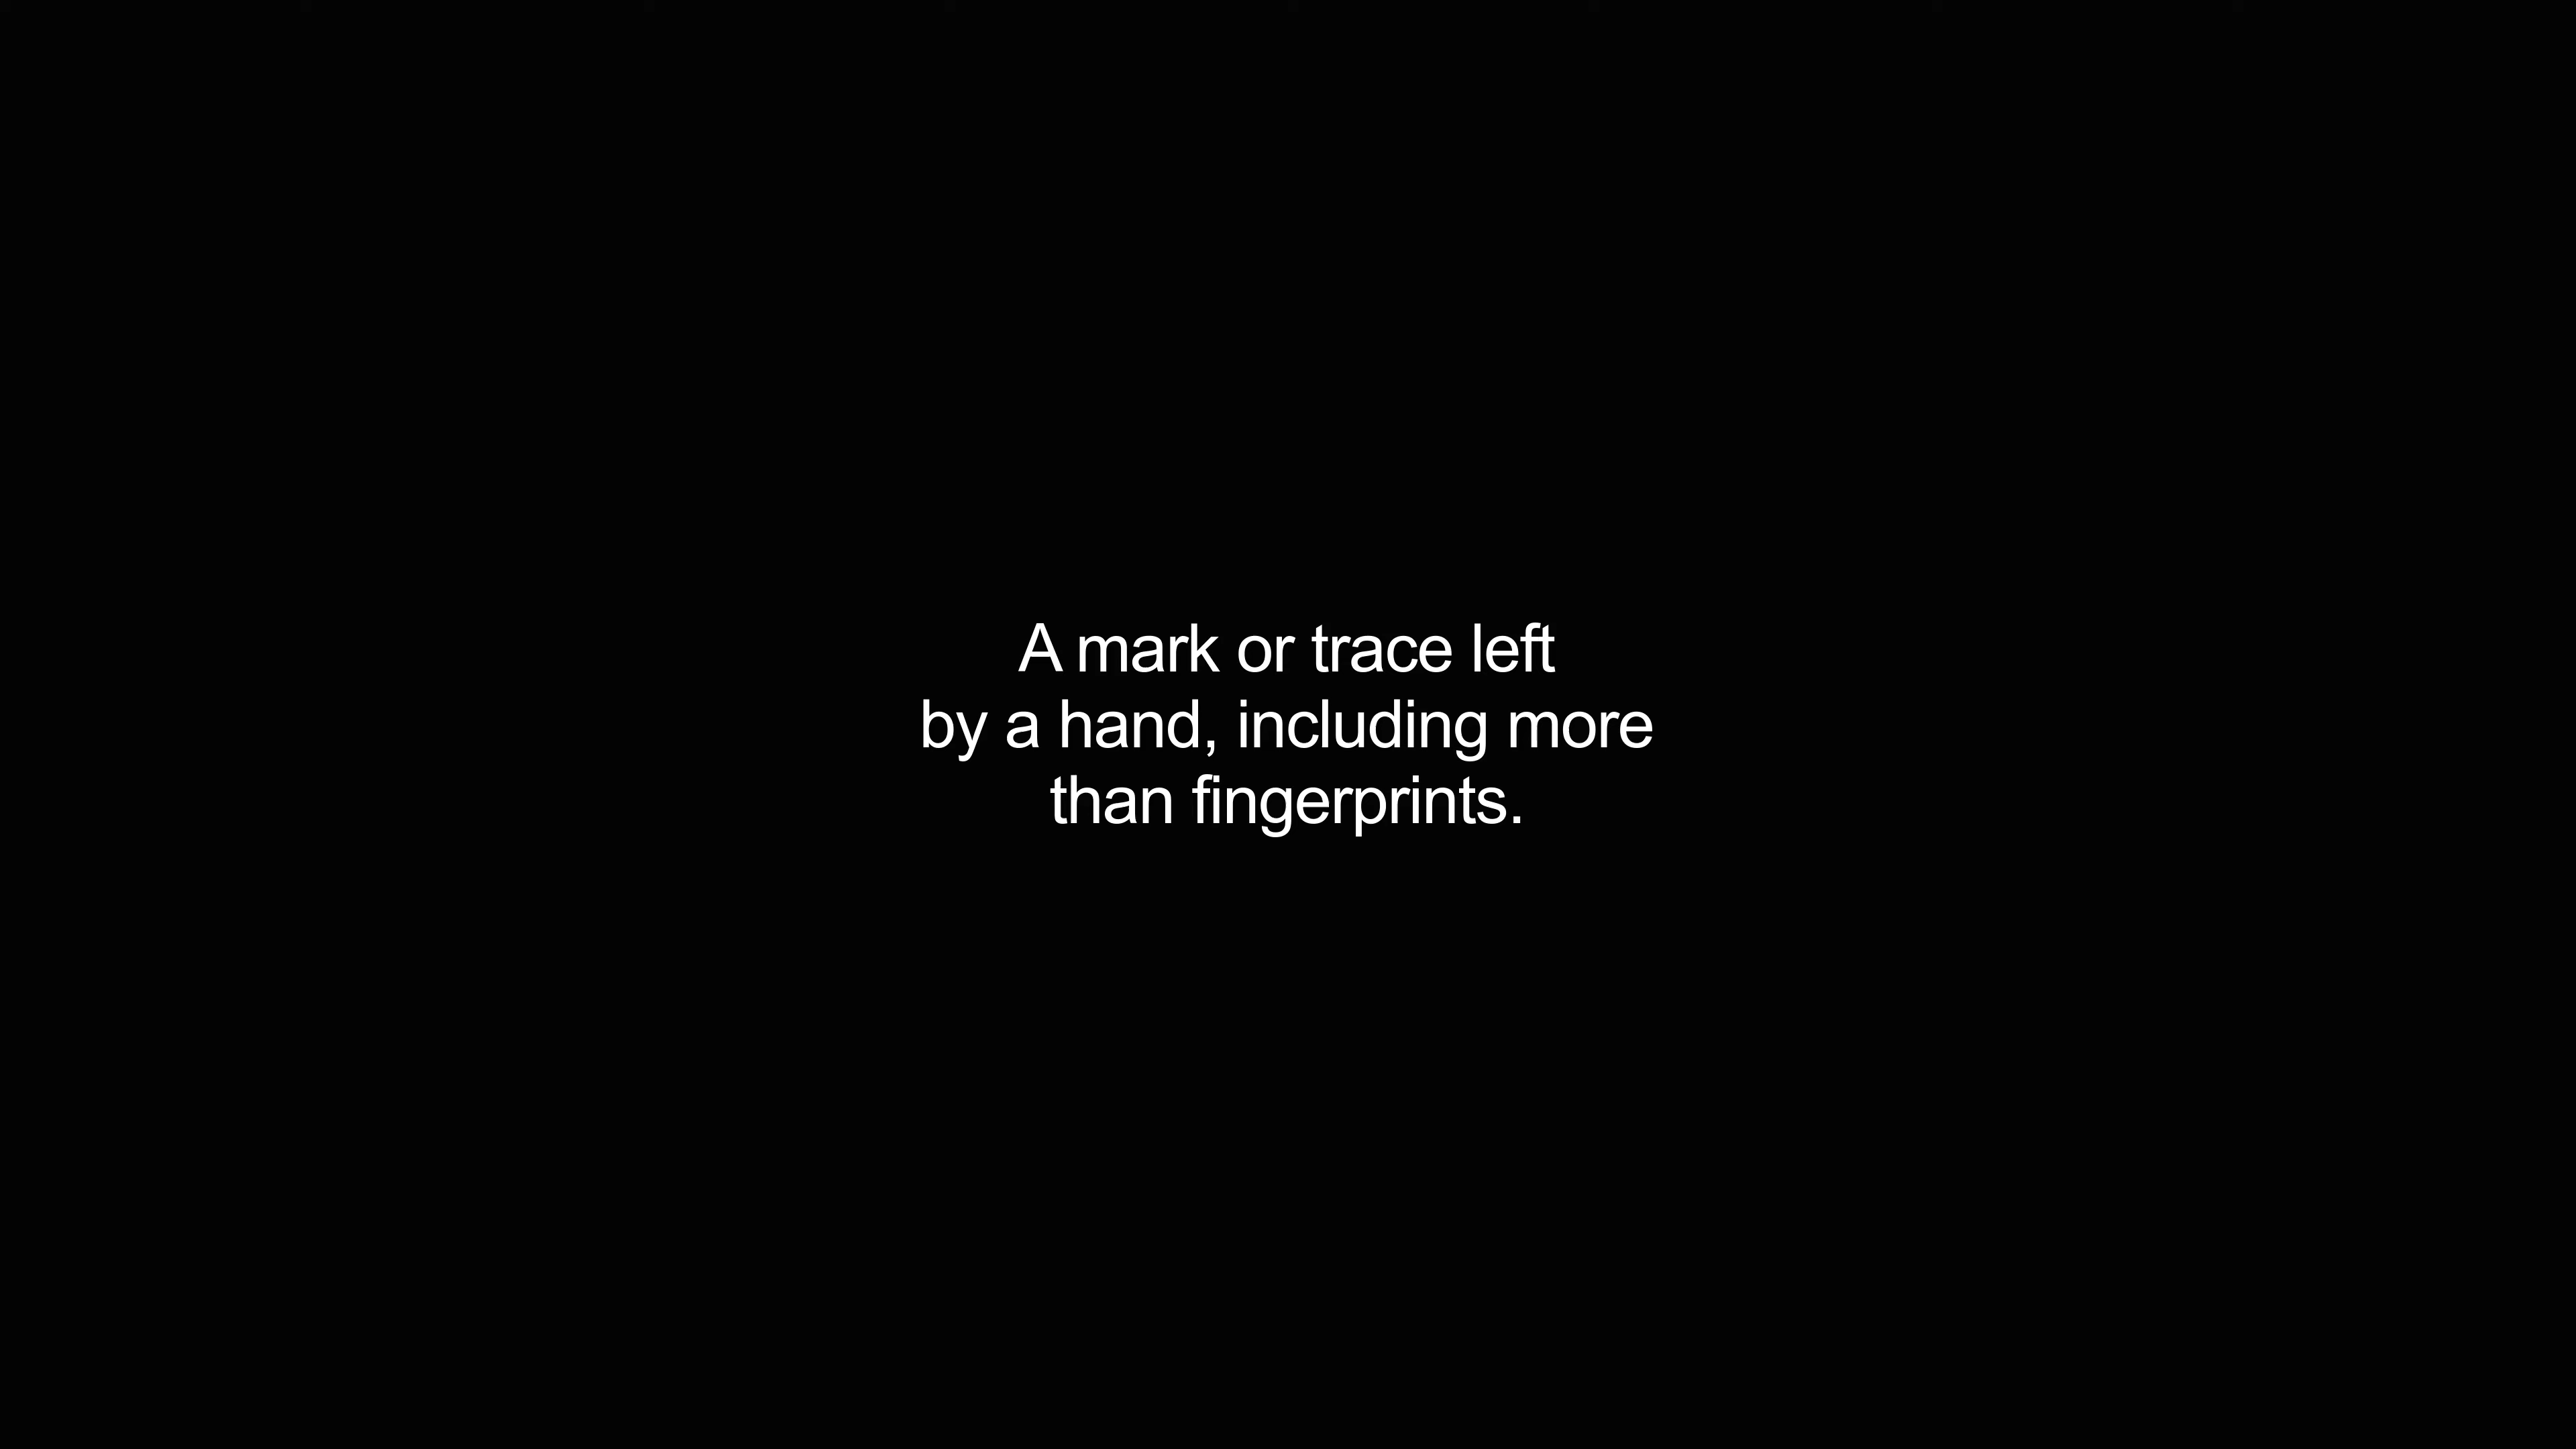 A mark or trace left
by a hand, including more
than fingerprints.